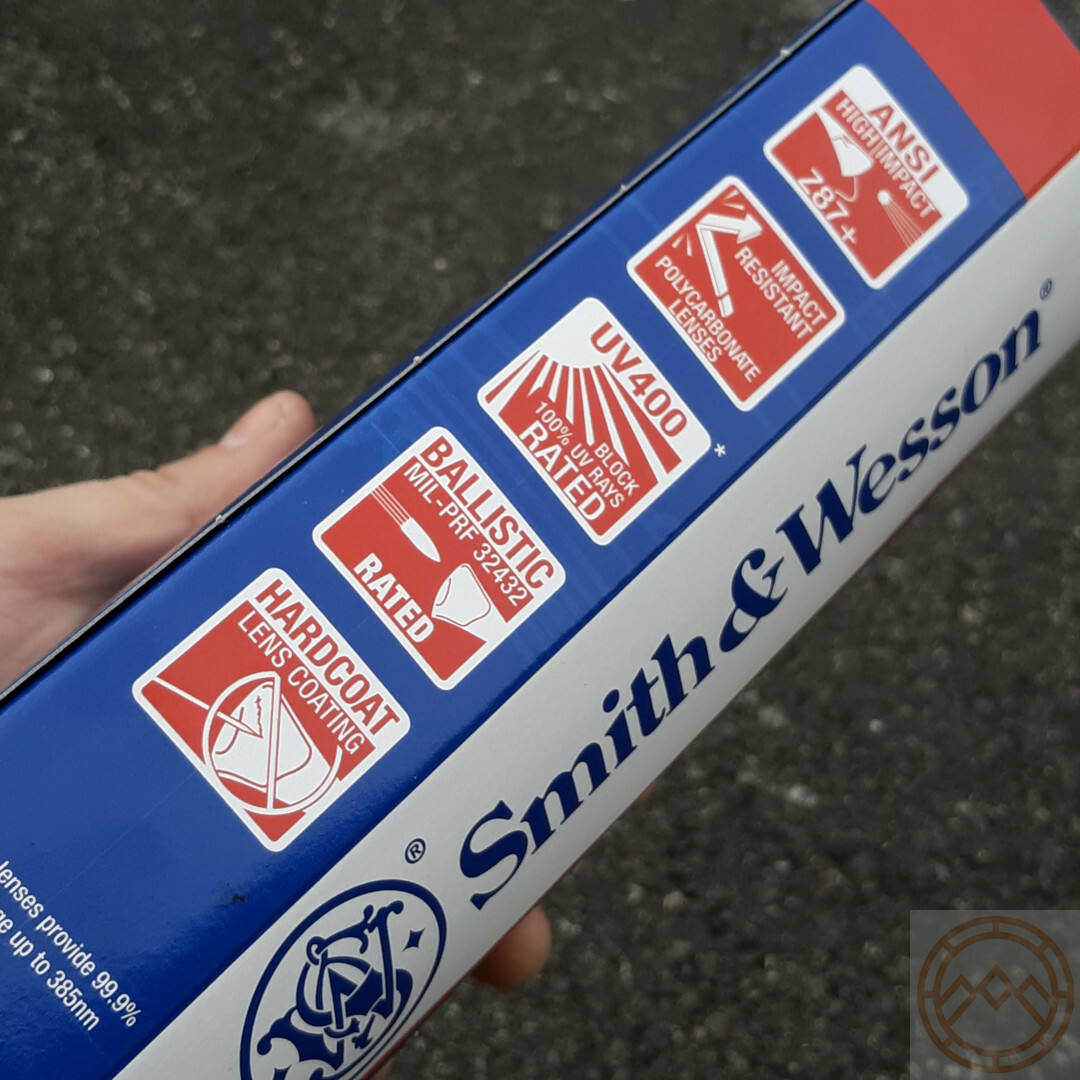 ANSI
HIGH IMPACT
Z87+
IMPACT
RESISTANT
POLYCARBONATE
LENSES
UV400
BLOCK
100% UV RAYS
RATED
*
BALLISTIC
MIL-PRF 32432
RATED
HARDCOAT
LENS COATING
Smith & Wesson®
®
lenses provide 99.9%
up to 385nm